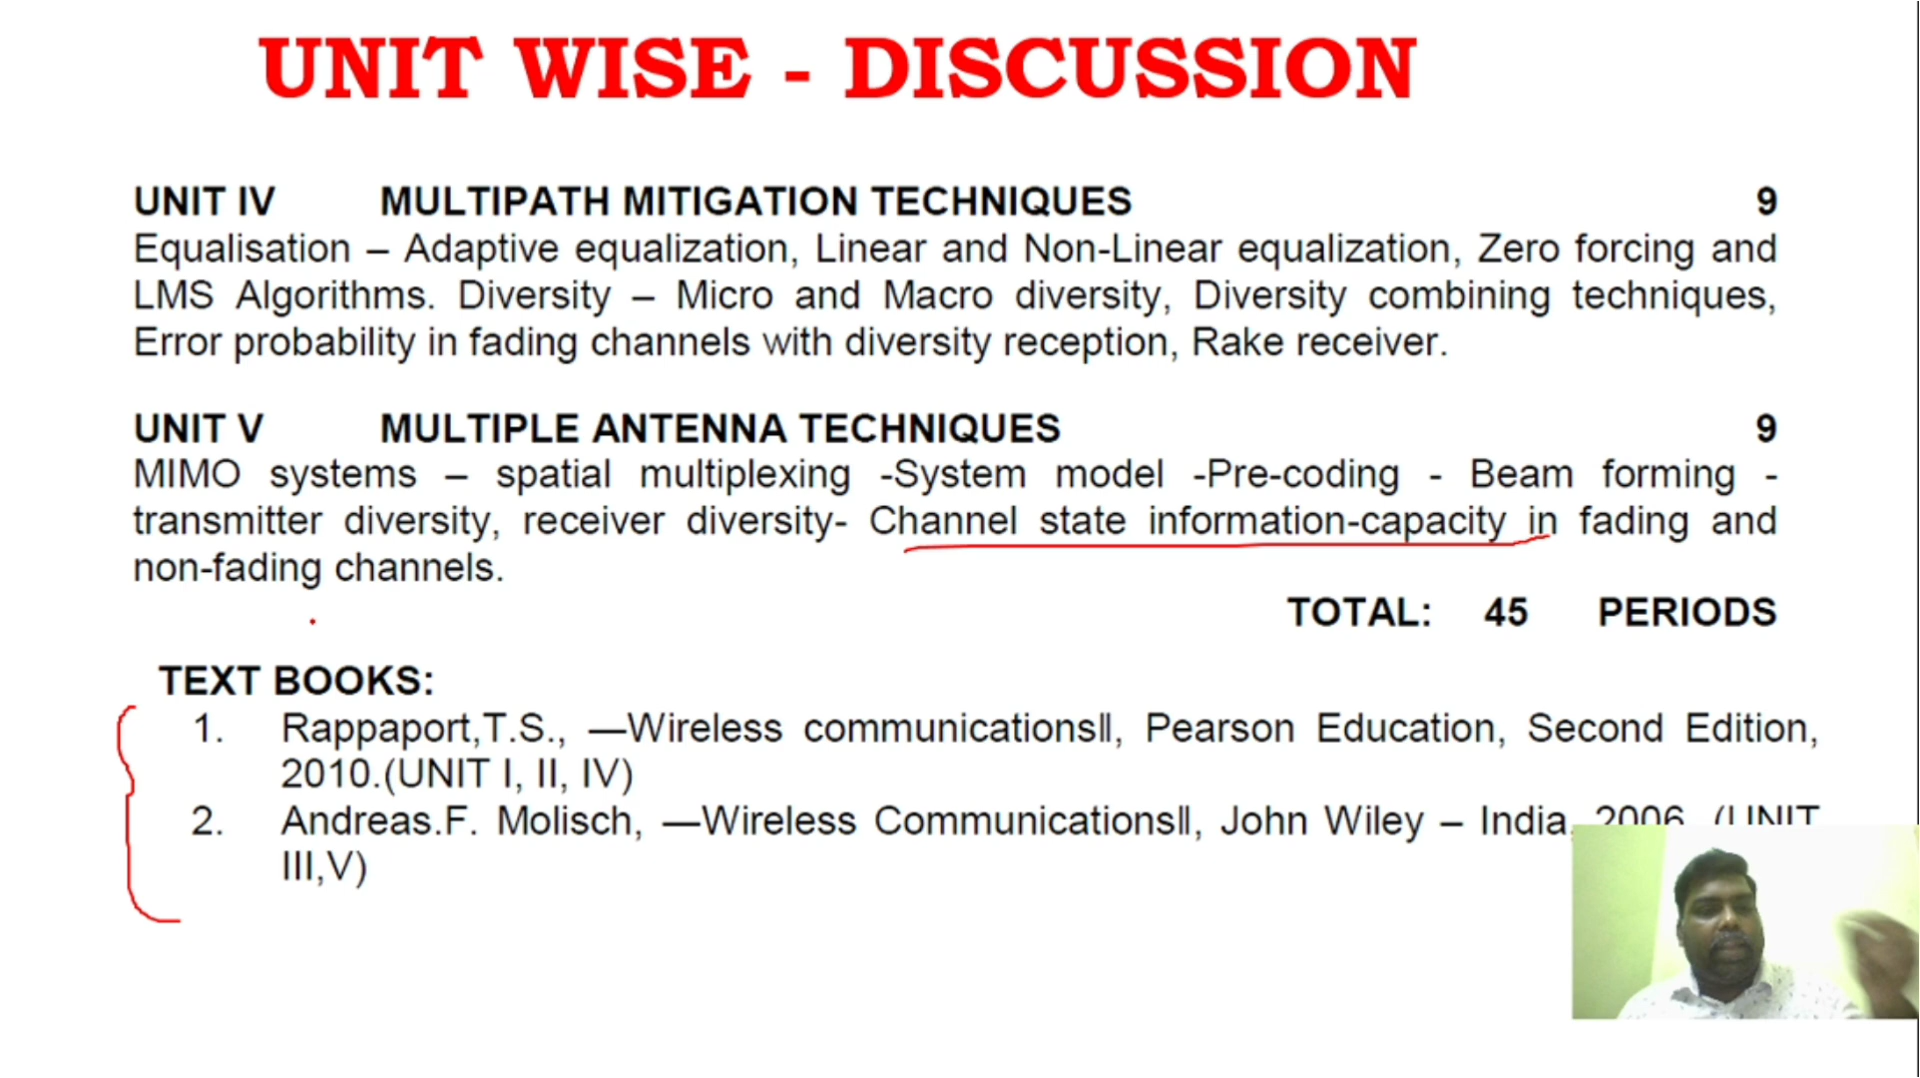 UNIT WISE - DISCUSSION
UNIT IV MULTIPATH MITIGATION TECHNIQUES 9
Equalisation – Adaptive equalization, Linear and Non-Linear equalization, Zero forcing and
LMS Algorithms. Diversity – Micro and Macro diversity, Diversity combining techniques,
Error probability in fading channels with diversity reception, Rake receiver.
UNIT V MULTIPLE ANTENNA TECHNIQUES 9
MIMO systems – spatial multiplexing -System model -Pre-coding - Beam forming -
transmitter diversity, receiver diversity- Channel state information-capacity in fading and
non-fading channels.
TOTAL: 45 PERIODS
TEXT BOOKS:
1. Rappaport,T.S., ―Wireless communications‖, Pearson Education, Second Edition,
2010.(UNIT I, II, IV)
2. Andreas.F. Molisch, ―Wireless Communications‖, John Wiley – India, 2006. (UNIT
III,V)